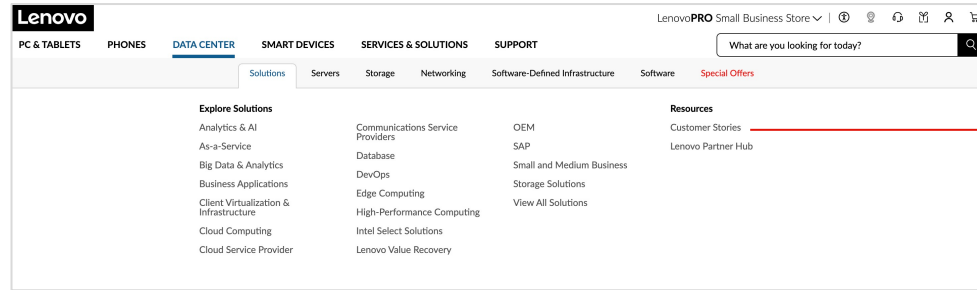 Lenovo
LenovoPRO Small Business Store
PC & TABLETS PHONES DATA CENTER SMART DEVICES SERVICES & SOLUTIONS SUPPORT
What are you looking for today?
Solutions Servers Storage Networking Software-Defined Infrastructure Software Special Offers
Explore Solutions
Analytics & AI
As-a-Service
Big Data & Analytics
Business Applications
Client Virtualization &
Infrastructure
Cloud Computing
Cloud Service Provider
Communications Service
Providers
Database
DevOps
Edge Computing
High-Performance Computing
Intel Select Solutions
Lenovo Value Recovery
OEM
SAP
Small and Medium Business
Storage Solutions
View All Solutions
Resources
Customer Stories
Lenovo Partner Hub